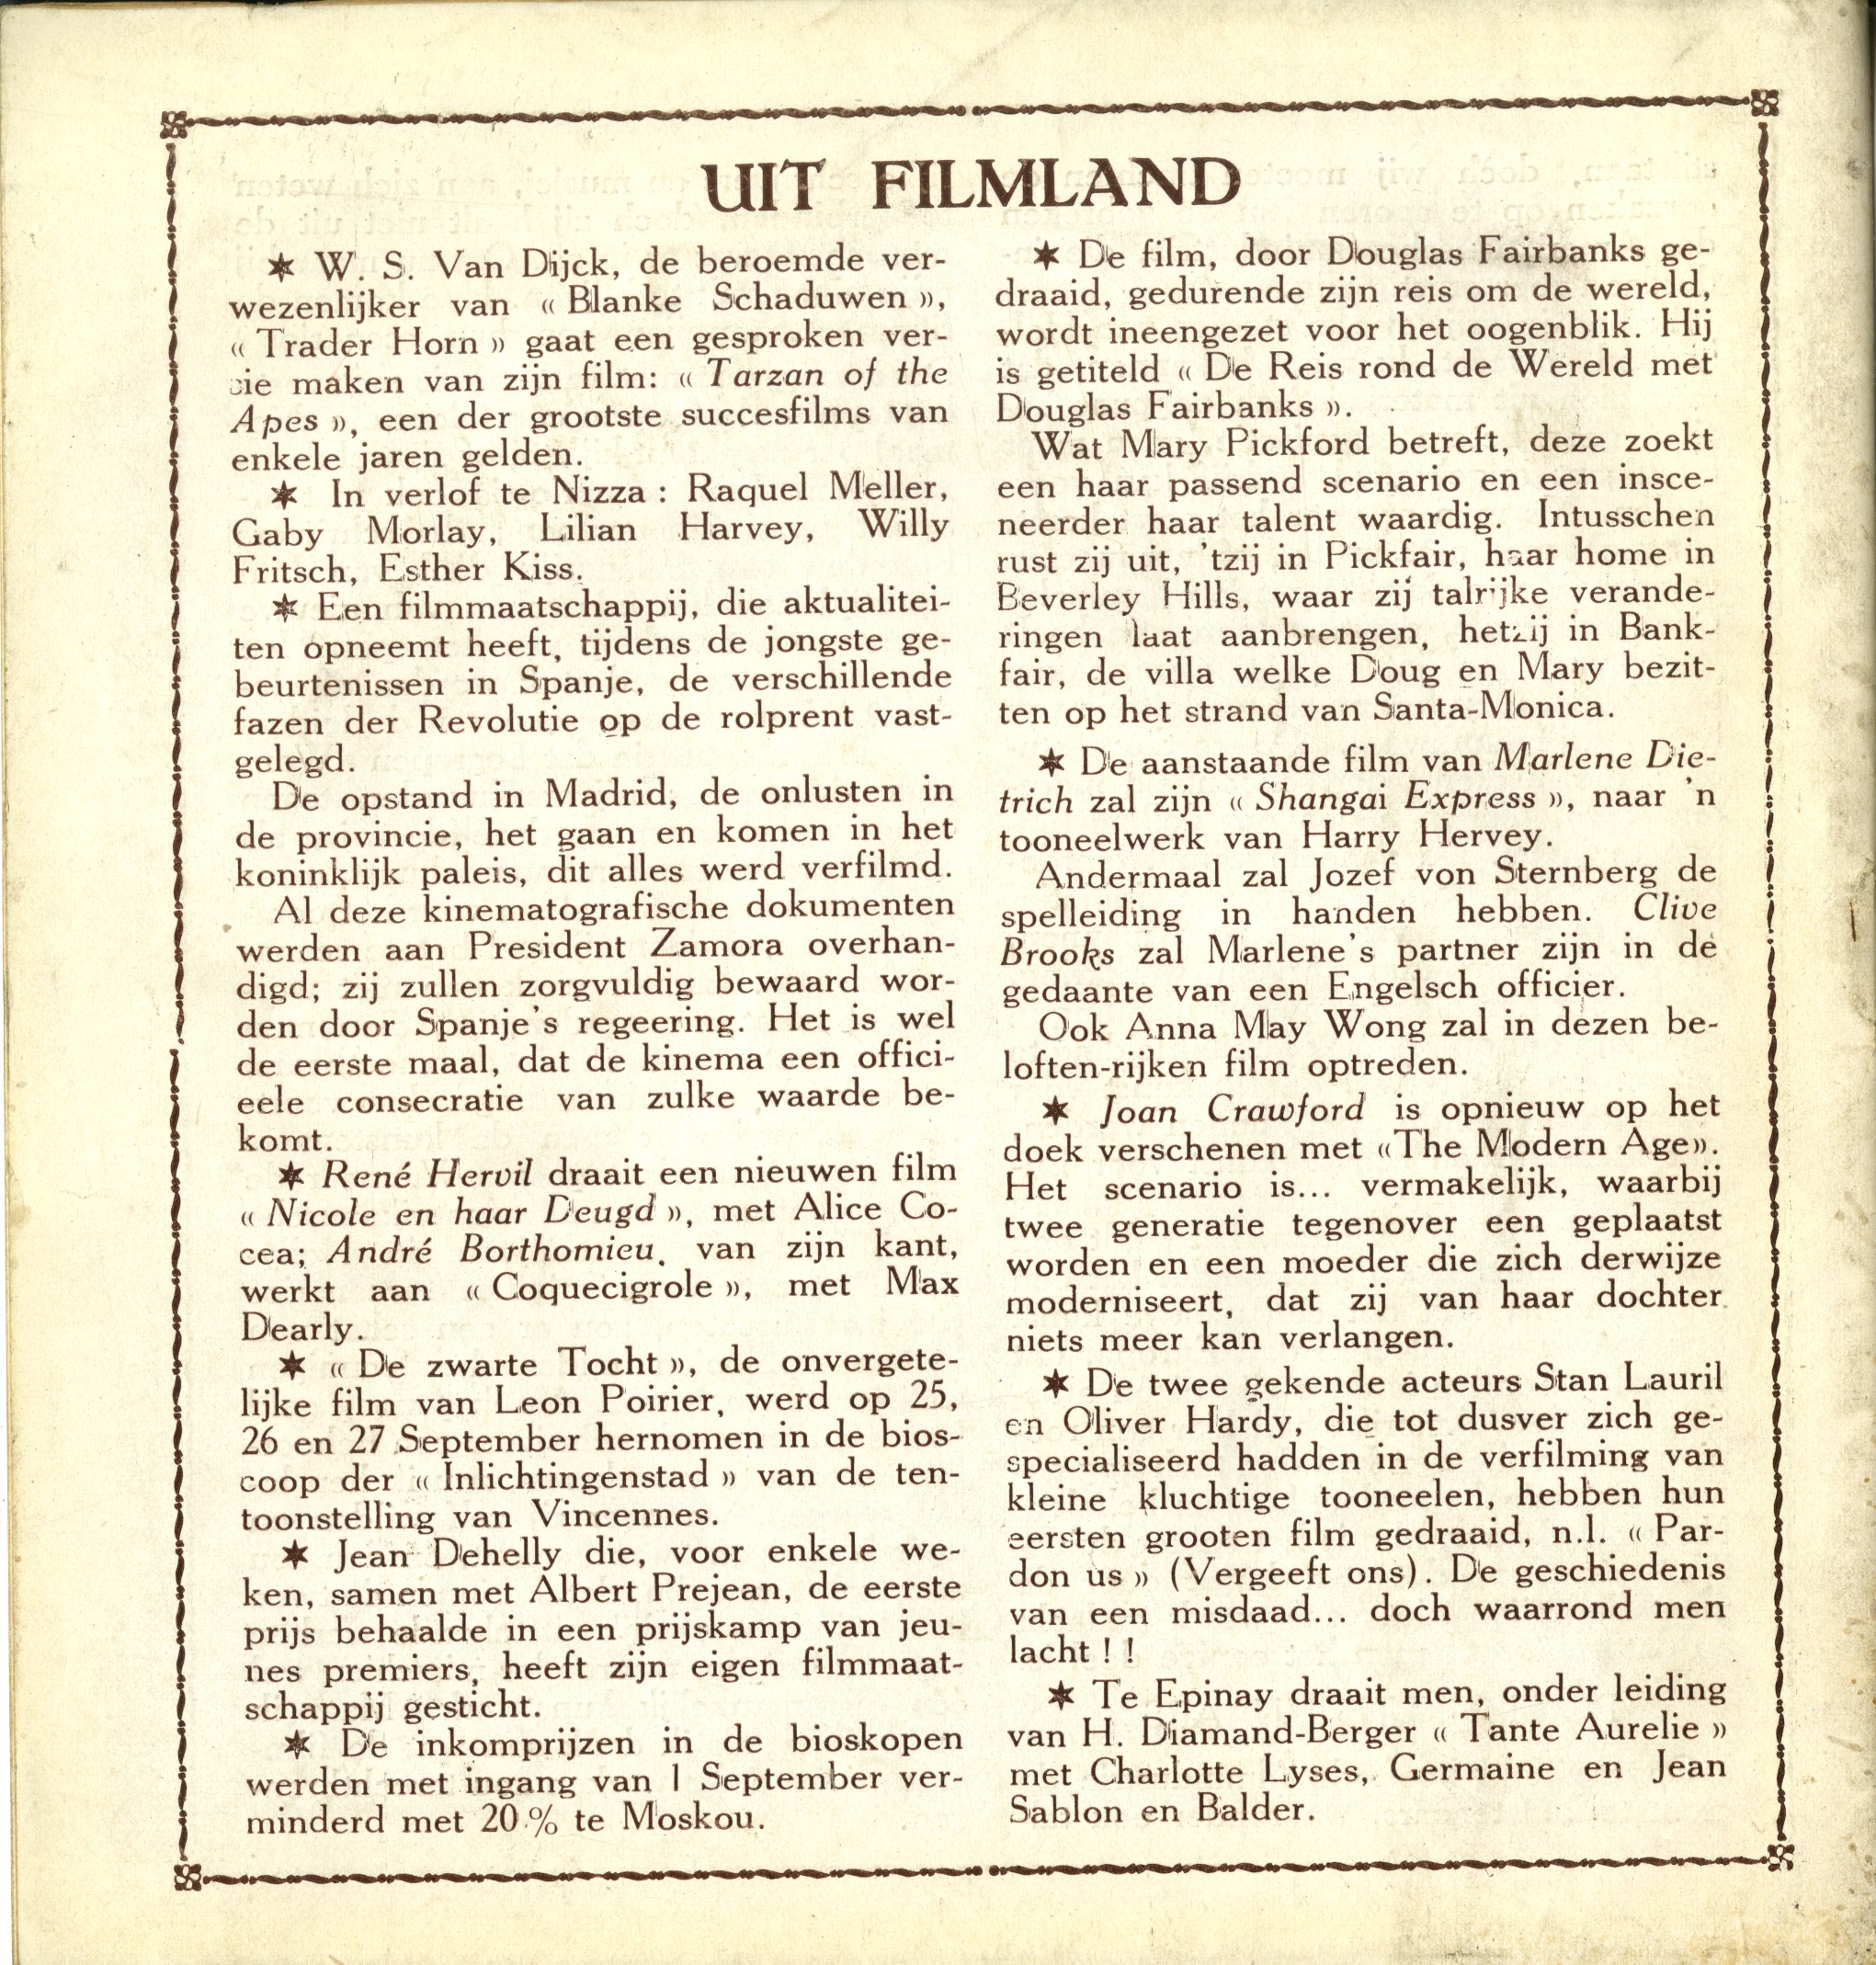 UIT FILMLAND
✶ W. S. Van Dijck, de beroemde ver-
wezenlijker van « Blanke Schaduwen »,
« Trader Horn » gaat een gesproken ver-
sie maken van zijn film: « Tarzan of the
Apes », een der grootste succesfilms van
enkele jaren gelden.
✶ In verlof te Nizza : Raquel Meller,
Gaby Morlay, Lilian Harvey, Willy
Fritsch, Esther Kiss.
✶ Een filmmaatschappij, die aktualitei-
ten opneemt heeft, tijdens de jongste ge-
beurtenissen in Spanje, de verschillende
fazen der Revolutie op de rolprent vast-
gelegd.
De opstand in Madrid, de onlusten in
de provincie, het gaan en komen in het
koninklijk paleis, dit alles werd verfilmd.
Al deze kinematografische dokumenten
werden aan President Zamora overhan-
digd; zij zullen zorgvuldig bewaard wor-
den door Spanje's regeering. Het is wel
de eerste maal, dat de kinema een offici-
eele consecratie van zulke waarde be-
komt.
✶ René Hervil draait een nieuwen film
« Nicole en haar Deugd », met Alice Co-
cea; André Borthomieu, van zijn kant,
werkt aan « Coquecigrole », met Max
Dearly.
✶ « De zwarte Tocht », de onvergete-
lijke film van Leon Poirier, werd op 25,
26 en 27 September hernomen in de bios-
coop der « Inlichtingenstad » van de ten-
toonstelling van Vincennes.
✶ Jean Dehelly die, voor enkele we-
ken, samen met Albert Prejean, de eerste
prijs behaalde in een prijskamp van jeu-
nes premiers, heeft zijn eigen filmmaat-
schappij gesticht.
✶ De inkomprijzen in de bioskopen
werden met ingang van 1 September ver-
minderd met 20 % te Moskou.
✶ De film, door Douglas Fairbanks ge-
draaid, gedurende zijn reis om de wereld,
wordt ineengezet voor het oogenblik. Hij
is getiteld « De Reis rond de Wereld met
Douglas Fairbanks ».
Wat Mary Pickford betreft, deze zoekt
een haar passend scenario en een insce-
neerder haar talent waardig. Intusschen
rust zij uit, 'tzij in Pickfair, haar home in
Beverley Hills, waar zij talrijke verande-
ringen laat aanbrengen, hetzij in Bank-
fair, de villa welke Doug en Mary bezit-
ten op het strand van Santa-Monica.
✶ De aanstaande film van Marlene Die-
trich zal zijn « Shangai Express », naar 'n
tooneelwerk van Harry Hervey.
Andermaal zal Jozef von Sternberg de
spelleiding in handen hebben. Clive
Brooks zal Marlene's partner zijn in de
gedaante van een Engelsch officier.
Ook Anna May Wong zal in dezen be-
loften-rijken film optreden.
✶ Joan Crawford is opnieuw op het
doek verschenen met «The Modern Age».
Het scenario is... vermakelijk, waarbij
twee generatie tegenover een geplaatst
worden en een moeder die zich derwijze
moderniseert, dat zij van haar dochter
niets meer kan verlangen.
✶ De twee gekende acteurs Stan Lauril
en Oliver Hardy, die tot dusver zich ge-
specialiseerd hadden in de verfilming van
kleine kluchtige tooneelen, hebben hun
eersten grooten film gedraaid, n.l. « Par-
don us » (Vergeeft ons). De geschiedenis
van een misdaad... doch waarrond men
lacht ! !
✶ Te Epinay draait men, onder leiding
van H. Diamand-Berger « Tante Aurelie »
met Charlotte Lyses, Germaine en Jean
Sablon en Balder.